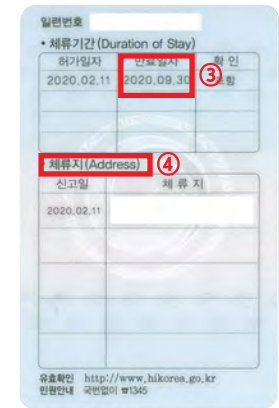 일련번호
• 체류기간(Duration of Stay)
허가일자 만료일자 확 인
2020.02.11 2020.09.30 ③
체류지(Address) ④
신고일 체 류 지
2020.02.11
유효확인 http://www.hikorea.go.kr
민원안내 국번없이 ☎1345